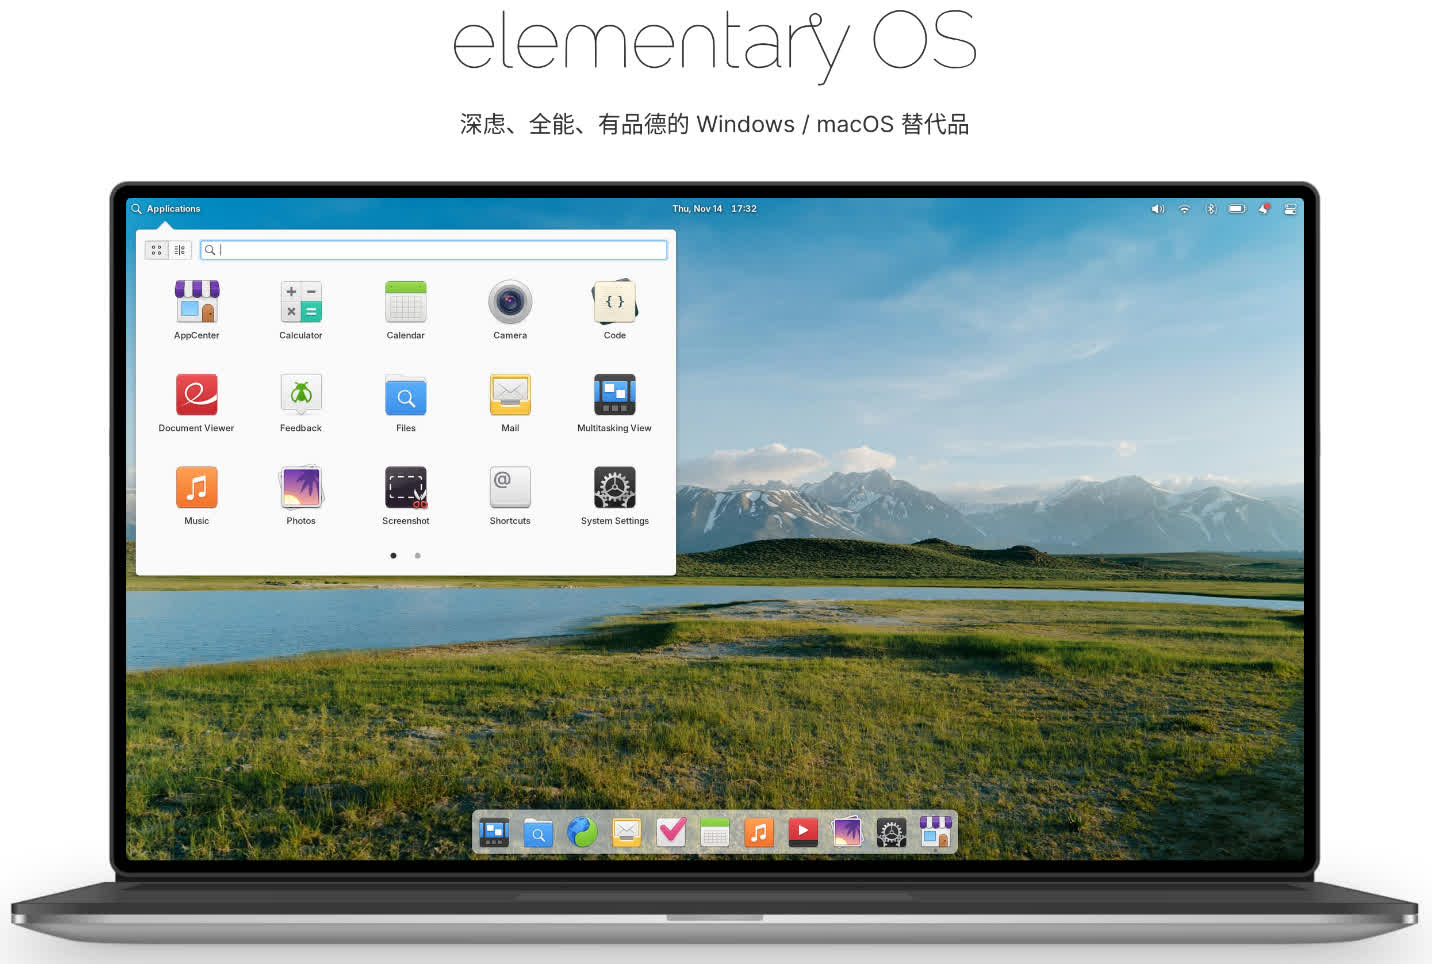 elementary OS
深虑、全能、有品德的 Windows / macOS 替代品
Applications
Thu, Nov 14 17:32
AppCenter
Calculator
Calendar
Camera
Code
Document Viewer
Feedback
Files
Mail
Multitasking View
Music
Photos
Screenshot
Shortcuts
System Settings